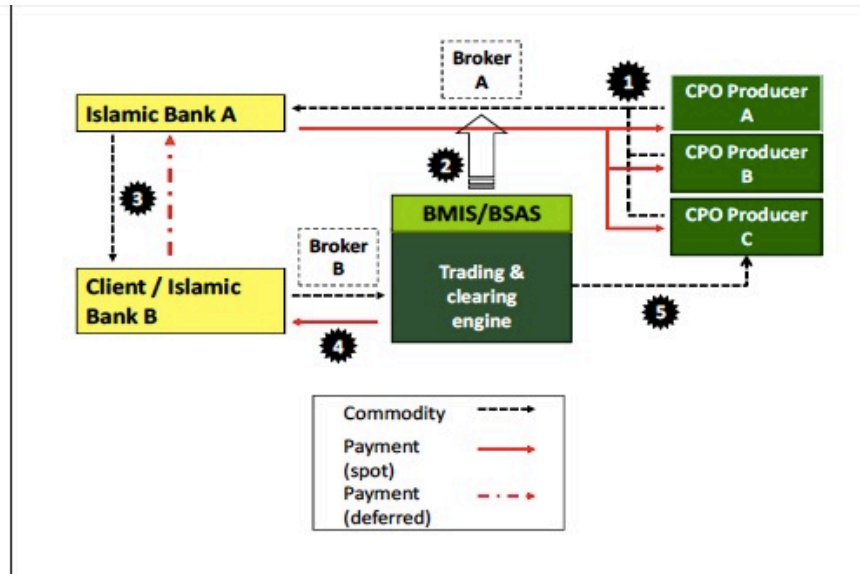 Broker
A
1
CPO Producer
A
Islamic Bank A
2
CPO Producer
B
3
BMIS/BSAS
CPO Producer
C
Broker
B
Client / Islamic
Bank B
Trading &
clearing
engine
4
5
Commodity
Payment
(spot)
Payment
(deferred)